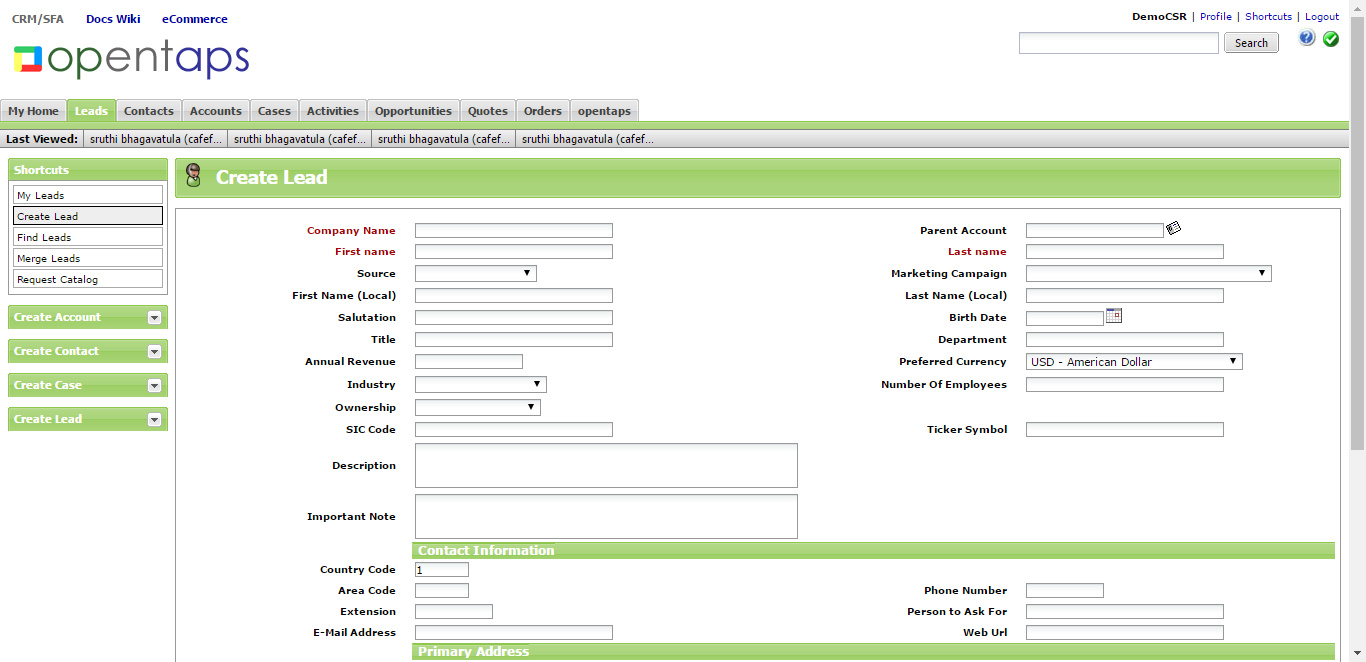 CRM/SFA Docs Wiki eCommerce
DemoCSR | Profile | Shortcuts | Logout
opentaps
Search
My Home Leads Contacts Accounts Cases Activities Opportunities Quotes Orders opentaps
Last Viewed: sruthi bhagavatula (cafef... sruthi bhagavatula (cafef... sruthi bhagavatula (cafef... sruthi bhagavatula (cafef...
Shortcuts
My Leads
Create Lead
Find Leads
Merge Leads
Request Catalog
Create Account
Create Contact
Create Case
Create Lead
Create Lead
Company Name Parent Account
First name Last name
Source Marketing Campaign
First Name (Local) Last Name (Local)
Salutation Birth Date
Title Department
Annual Revenue Preferred Currency USD - American Dollar
Industry Number Of Employees
Ownership
SIC Code Ticker Symbol
Description
Important Note
Contact Information
Country Code 1
Area Code Phone Number
Extension Person to Ask For
E-Mail Address Web Url
Primary Address